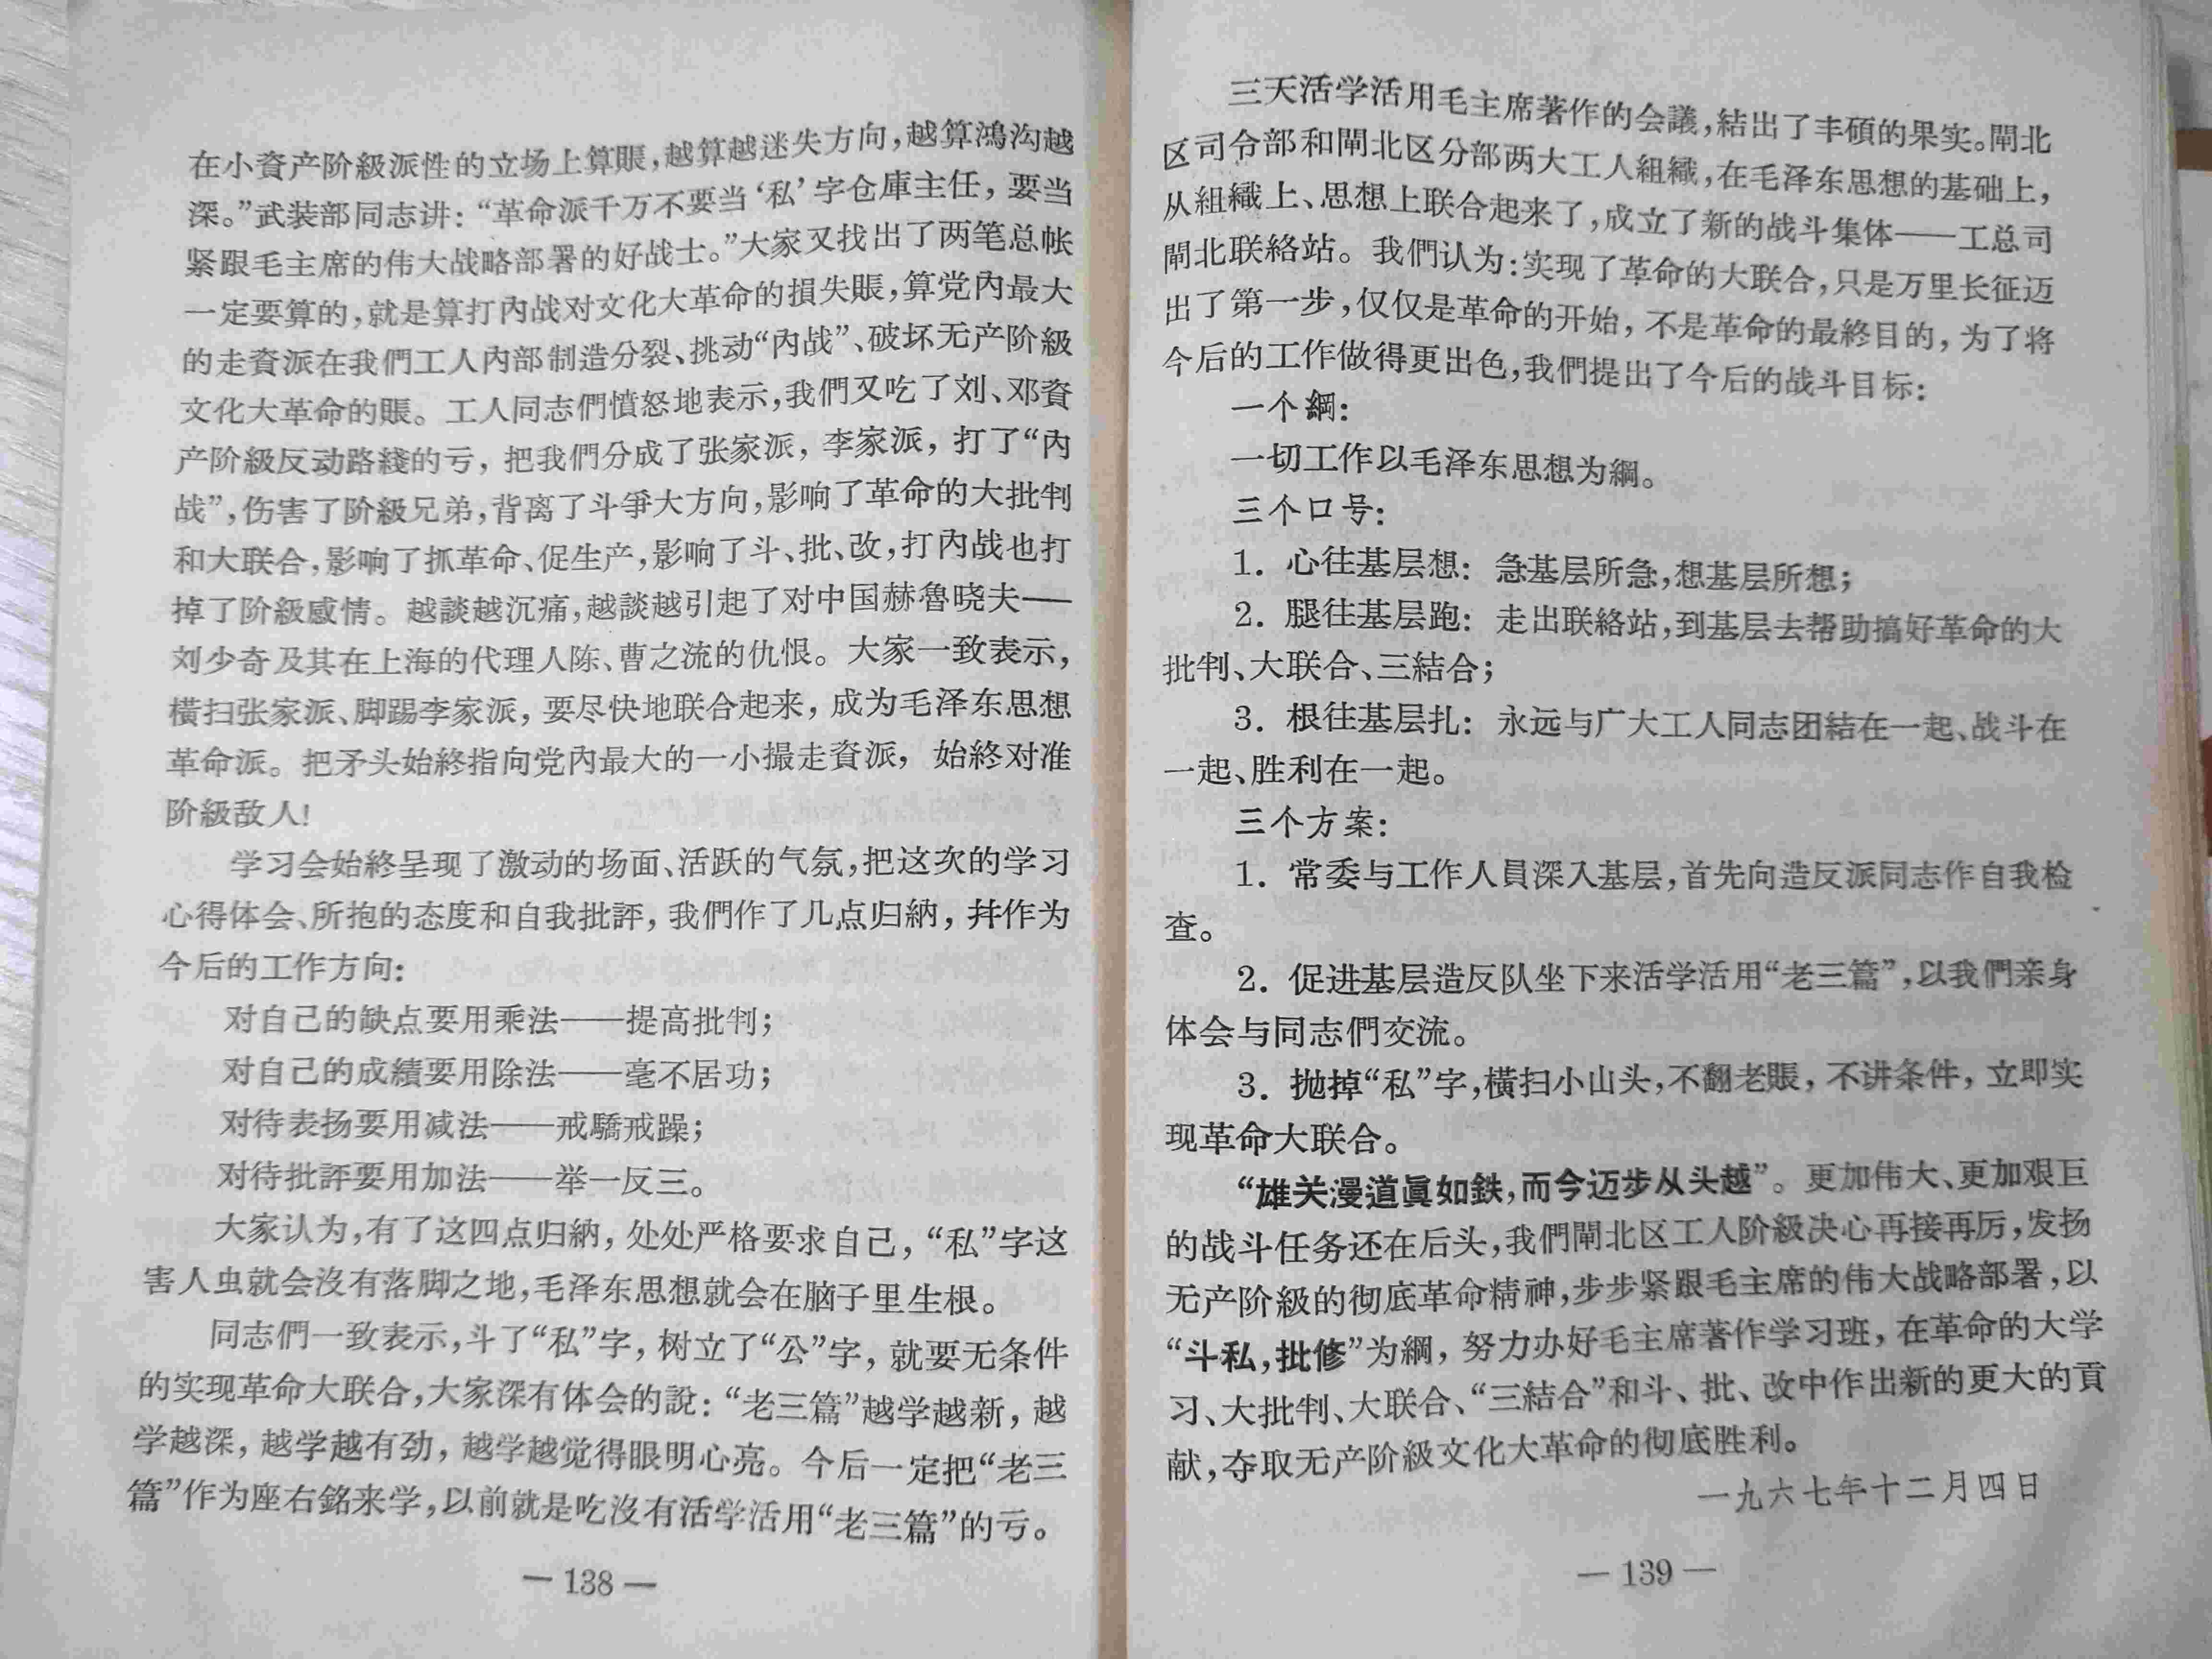 在小資产阶級派性的立场上算賬，越算越迷失方向，越算鴻沟越
深。”武装部同志讲：“革命派千万不要当‘私’字仓庫主任，要当
紧跟毛主席的伟大战略部署的好战士。”大家又找出了两笔总帐
一定要算的，就是算打內战对文化大革命的損失賬，算党內最大
的走資派在我們工人內部制造分裂、挑动“內战”、破坏无产阶級
文化大革命的賬。工人同志們憤怒地表示，我們又吃了刘、邓資
产阶級反动路綫的亏，把我們分成了张家派，李家派，打了“內
战”，伤害了阶級兄弟，背离了斗爭大方向，影响了革命的大批判
和大联合，影响了抓革命、促生产，影响了斗、批、改，打內战也打
掉了阶級感情。越談越沉痛，越談越引起了对中国赫魯晓夫——
刘少奇及其在上海的代理人陈、曹之流的仇恨。大家一致表示，
橫扫张家派、脚踢李家派，要尽快地联合起来，成为毛泽东思想
革命派。把矛头始終指向党內最大的一小撮走資派，始終对准
阶級敌人！
学习会始終呈现了激动的场面、活跃的气氛，把这次的学习
心得体会、所抱的态度和自我批評，我們作了几点归納，幷作为
今后的工作方向：
对自己的缺点要用乘法——提高批判；
对自己的成績要用除法——毫不居功；
对待表扬要用减法——戒驕戒躁；
对待批評要用加法——举一反三。
大家认为，有了这四点归納，处处严格要求自己，“私”字这
害人虫就会沒有落脚之地，毛泽东思想就会在脑子里生根。
同志們一致表示，斗了“私”字，树立了“公”字，就要无条件
的实现革命大联合，大家深有体会的說：“老三篇”越学越新，越
学越深，越学越有劲，越学越觉得眼明心亮。今后一定把“老三
篇”作为座右銘来学，以前就是吃沒有活学活用“老三篇”的亏。
— 138 —
三天活学活用毛主席著作的会議，結出了丰碩的果实。閘北
区司令部和閘北区分部两大工人組織，在毛泽东思想的基础上，
从組織上、思想上联合起来了，成立了新的战斗集体——工总司
閘北联絡站。我們认为：实现了革命的大联合，只是万里长征迈
出了第一步，仅仅是革命的开始，不是革命的最終目的，为了将
今后的工作做得更出色，我們提出了今后的战斗目标：
一个綱：
一切工作以毛泽东思想为綱。
三个口号：
1. 心往基层想：急基层所急，想基层所想；
2. 腿往基层跑：走出联絡站，到基层去帮助搞好革命的大
批判、大联合、三結合；
3. 根往基层扎：永远与广大工人同志团結在一起、战斗在
一起、胜利在一起。
三个方案：
1. 常委与工作人員深入基层，首先向造反派同志作自我检
查。
2. 促进基层造反队坐下来活学活用“老三篇”，以我們亲身
体会与同志們交流。
3. 抛掉“私”字，橫扫小山头，不翻老賬，不讲条件，立即实
现革命大联合。
“雄关漫道眞如鉄，而今迈步从头越”。更加伟大、更加艰巨
的战斗任务还在后头，我們閘北区工人阶級决心再接再厉，发扬
无产阶級的彻底革命精神，步步紧跟毛主席的伟大战略部署，以
“斗私，批修”为綱，努力办好毛主席著作学习班，在革命的大学
习、大批判、大联合、“三結合”和斗、批、改中作出新的更大的貢
献，夺取无产阶級文化大革命的彻底胜利。
一九六七年十二月四日
— 139 —